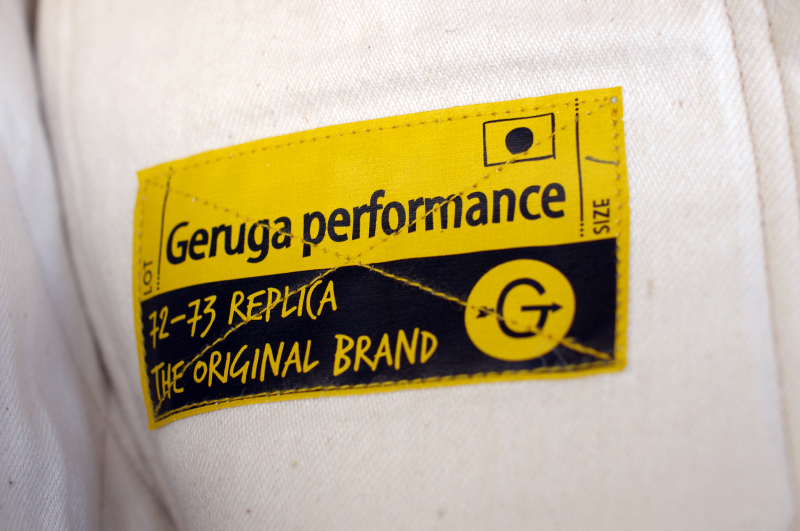 Geruga performance
LOT
SIZE
72-73 REPLICA
THE ORIGINAL BRAND
G